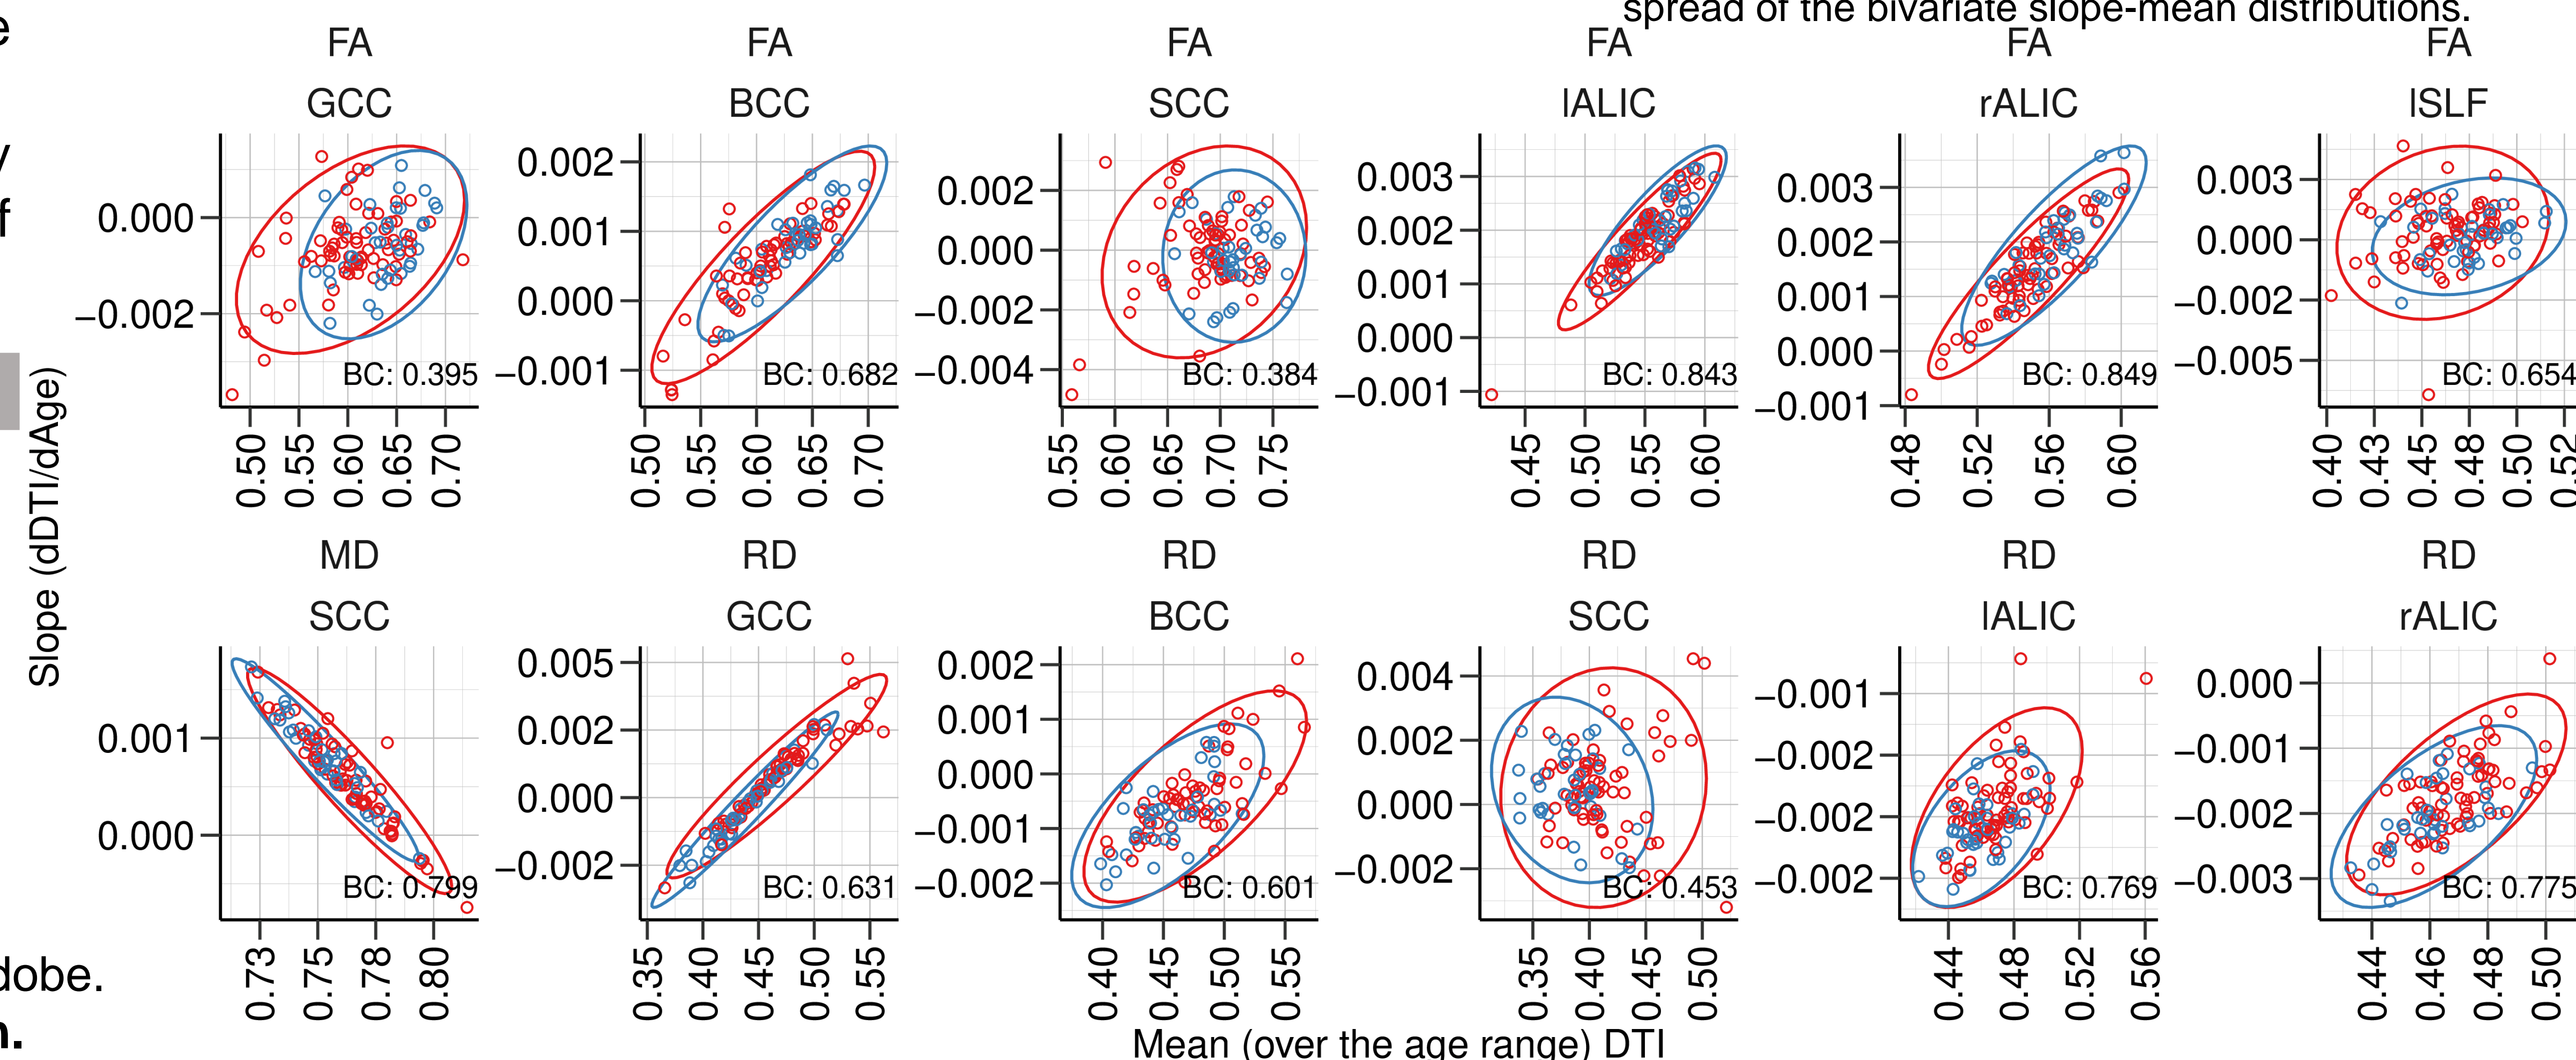 spread of the bivariate slope-mean distributions.
e
y
f
dobe.
n.
Slope (dDTI/dAge)
FA FA FA FA FA FA
GCC BCC SCC lALIC rALIC lSLF
0.000
−0.002
BC: 0.395
0.50 0.55 0.60 0.65 0.70
0.002
0.001
0.000
−0.001
BC: 0.682
0.50 0.55 0.60 0.65 0.70
0.002
0.000
−0.002
−0.004
BC: 0.384
0.55 0.60 0.65 0.70 0.75
0.003
0.002
0.001
0.000
−0.001
BC: 0.843
0.45 0.50 0.55 0.60
0.003
0.002
0.001
0.000
−0.001
BC: 0.849
0.48 0.52 0.56 0.60
0.003
0.000
−0.002
−0.005
BC: 0.654
0.40 0.43 0.45 0.48 0.50 0.52
MD RD RD RD RD RD
SCC GCC BCC SCC lALIC rALIC
0.001
0.000
BC: 0.799
0.73 0.75 0.78 0.80
0.005
0.002
0.000
−0.002
BC: 0.631
0.35 0.40 0.45 0.50 0.55
0.002
0.001
0.000
−0.001
−0.002
BC: 0.601
0.40 0.45 0.50 0.55
0.004
0.002
0.000
−0.002
BC: 0.453
0.35 0.40 0.45 0.50
−0.001
−0.002
−0.002
−0.002
BC: 0.769
0.44 0.48 0.52 0.56
0.000
−0.001
−0.002
−0.003
BC: 0.775
0.44 0.46 0.48 0.50
Mean (over the age range) DTI